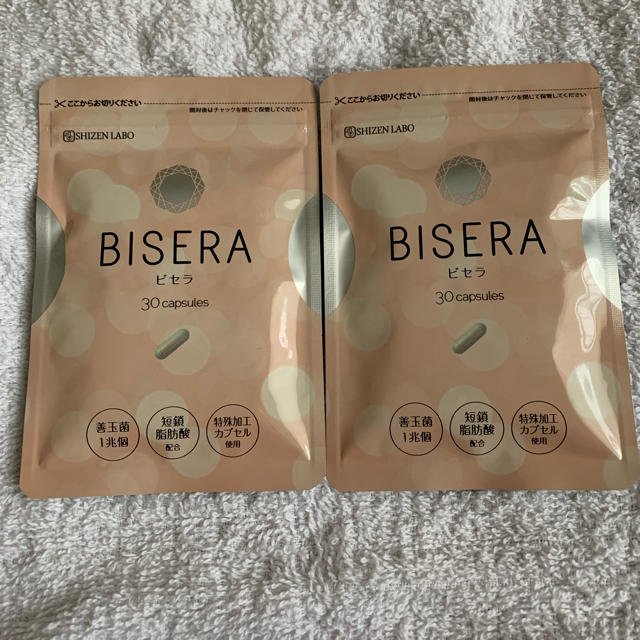 ここからお切りください
開封後はチャックを閉じて保管してください。
SHIZEN LABO
BISERA
ビセラ
30 capsules
善玉菌
1兆個
短鎖
脂肪酸
配合
特殊加工
カプセル
使用
ここからお切りください
開封後はチャックを閉じて保管してください。
SHIZEN LABO
BISERA
ビセラ
30 capsules
善玉菌
1兆個
短鎖
脂肪酸
配合
特殊加工
カプセル
使用